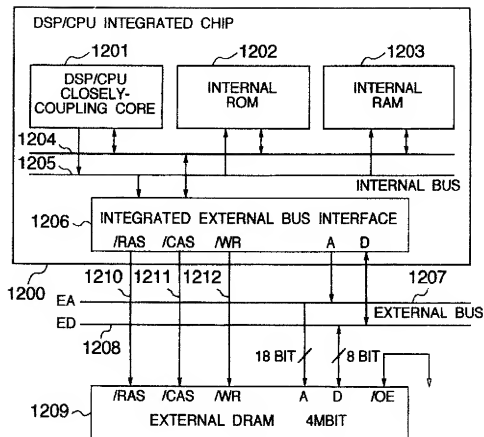 DSP/CPU INTEGRATED CHIP
1201 1202 1203
DSP/CPU CLOSELY-COUPLING CORE
INTERNAL ROM
INTERNAL RAM
1204
1205
INTERNAL BUS
1206
INTEGRATED EXTERNAL BUS INTERFACE
/RAS /CAS /WR A D
1200
1210 1211 1212 1207
EA
EXTERNAL BUS
ED
1208
18 BIT 8 BIT
/RAS /CAS /WR A D /OE
1209
EXTERNAL DRAM 4MBIT